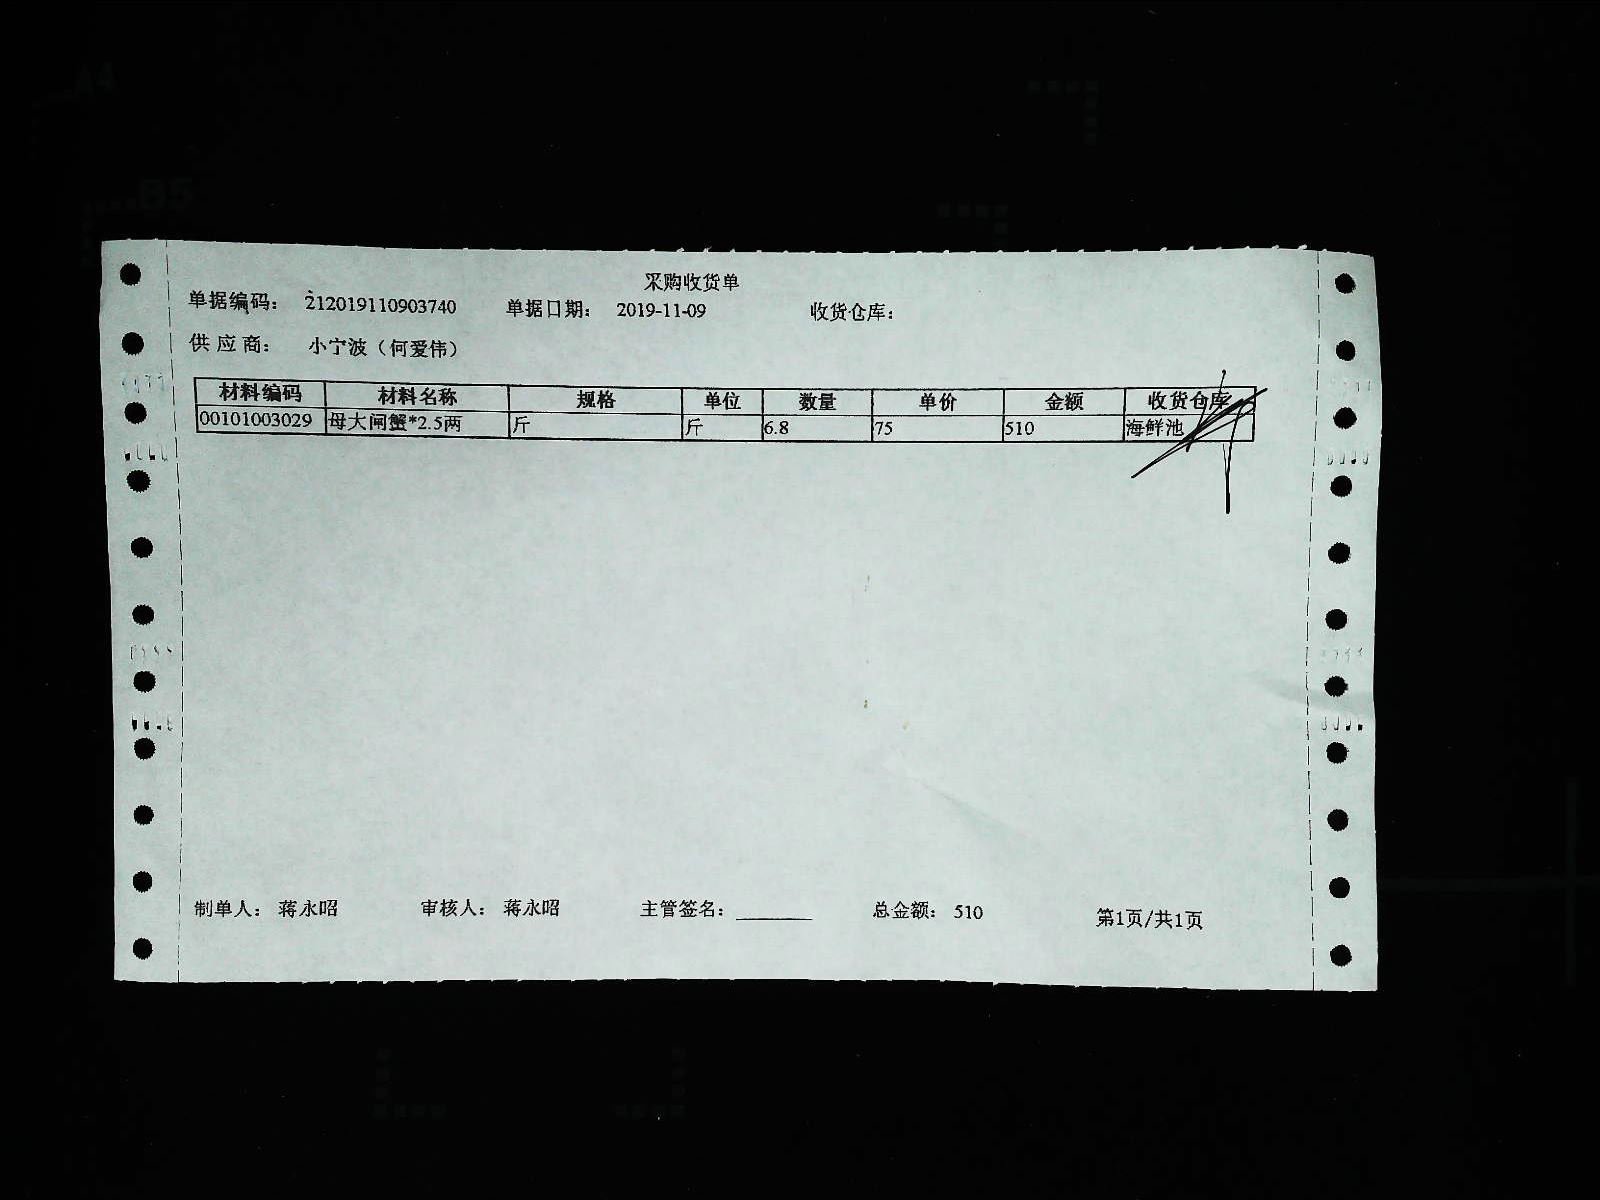 采购收货单
单据编码： 212019110903740 单据日期： 2019-11-09 收货仓库：
供应商： 小宁波（何爱伟）
材料编码 材料名称 规格 单位 数量 单价 金额 收货仓库
00101003029 母大闸蟹*2.5两 斤 斤 6.8 75 510 海鲜池
制单人： 蒋永昭 审核人： 蒋永昭 主管签名： 总金额： 510 第1页/共1页